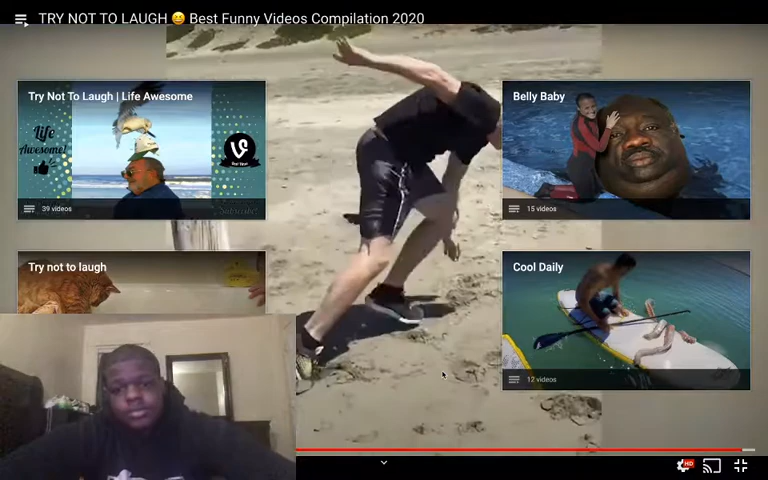 TRY NOT TO LAUGH 😆 Best Funny Videos Compilation 2020
Try Not To Laugh | Life Awesome
Life
Awesome!
39 videos
Belly Baby
15 videos
Try not to laugh
Cool Daily
12 videos
HD